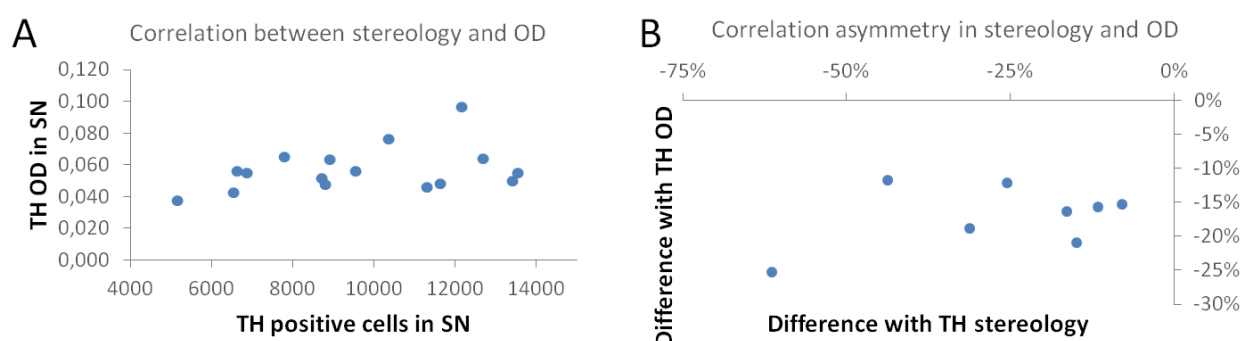 A
Correlation between stereology and OD
0,120
0,100
0,080
0,060
0,040
0,020
0,000
TH OD in SN
4000 6000 8000 10000 12000 14000
TH positive cells in SN
B
Correlation asymmetry in stereology and OD
-75% -50% -25% 0%
0%
-5%
-10%
-15%
-20%
-25%
-30%
Difference with TH OD
Difference with TH stereology